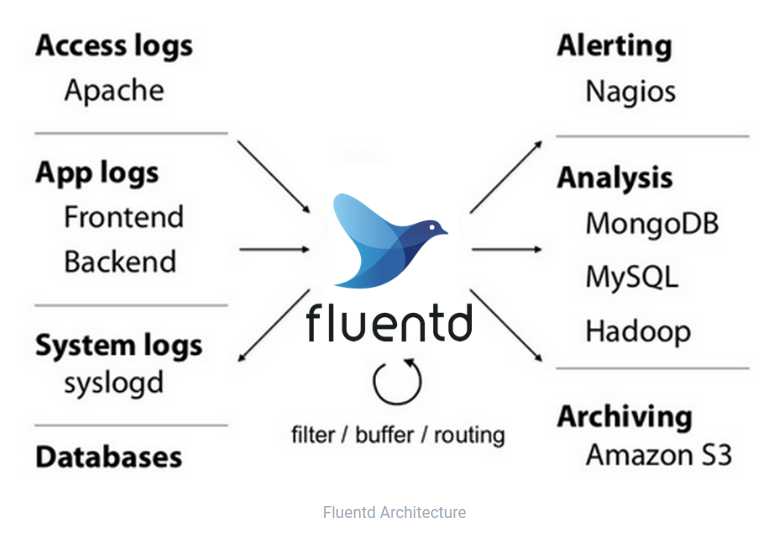 Access logs
Apache
App logs
Frontend
Backend
System logs
syslogd
Databases
fluentd
filter / buffer / routing
Alerting
Nagios
Analysis
MongoDB
MySQL
Hadoop
Archiving
Amazon S3
Fluentd Architecture